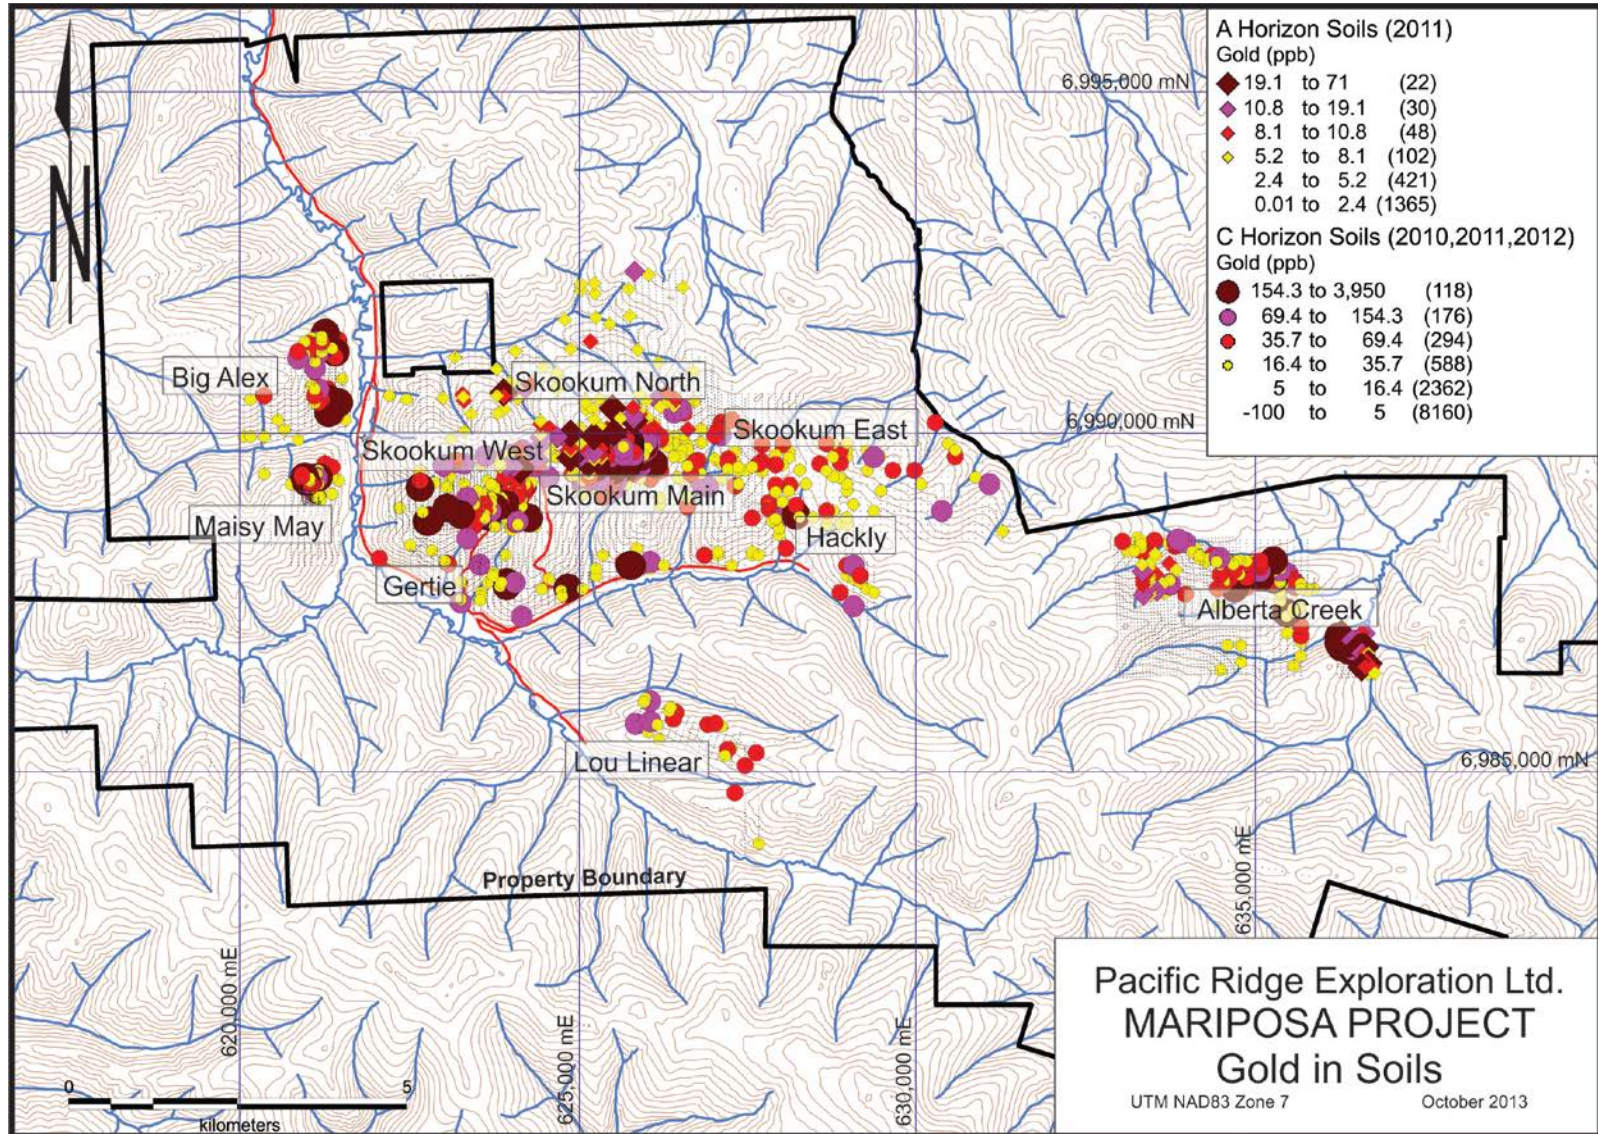 A Horizon Soils (2011)
Gold (ppb)
19.1 to 71 (22)
10.8 to 19.1 (30)
8.1 to 10.8 (48)
5.2 to 8.1 (102)
2.4 to 5.2 (421)
0.01 to 2.4 (1365)
C Horizon Soils (2010,2011,2012)
Gold (ppb)
154.3 to 3,950 (118)
69.4 to 154.3 (176)
35.7 to 69.4 (294)
16.4 to 35.7 (588)
5 to 16.4 (2362)
-100 to 5 (8160)
6,995,000 mN
N
Big Alex
Skookum North
6,990,000 mN
Skookum East
Skookum West
Skookum Main
Maisy May
Hackly
Gertie
Alberta Creek
Lou Linear
6,985,000 mN
Property Boundary
620,000 mE
625,000 mE
630,000 mE
635,000 mE
0 5
kilometers
Pacific Ridge Exploration Ltd.
MARIPOSA PROJECT
Gold in Soils
UTM NAD83 Zone 7 October 2013